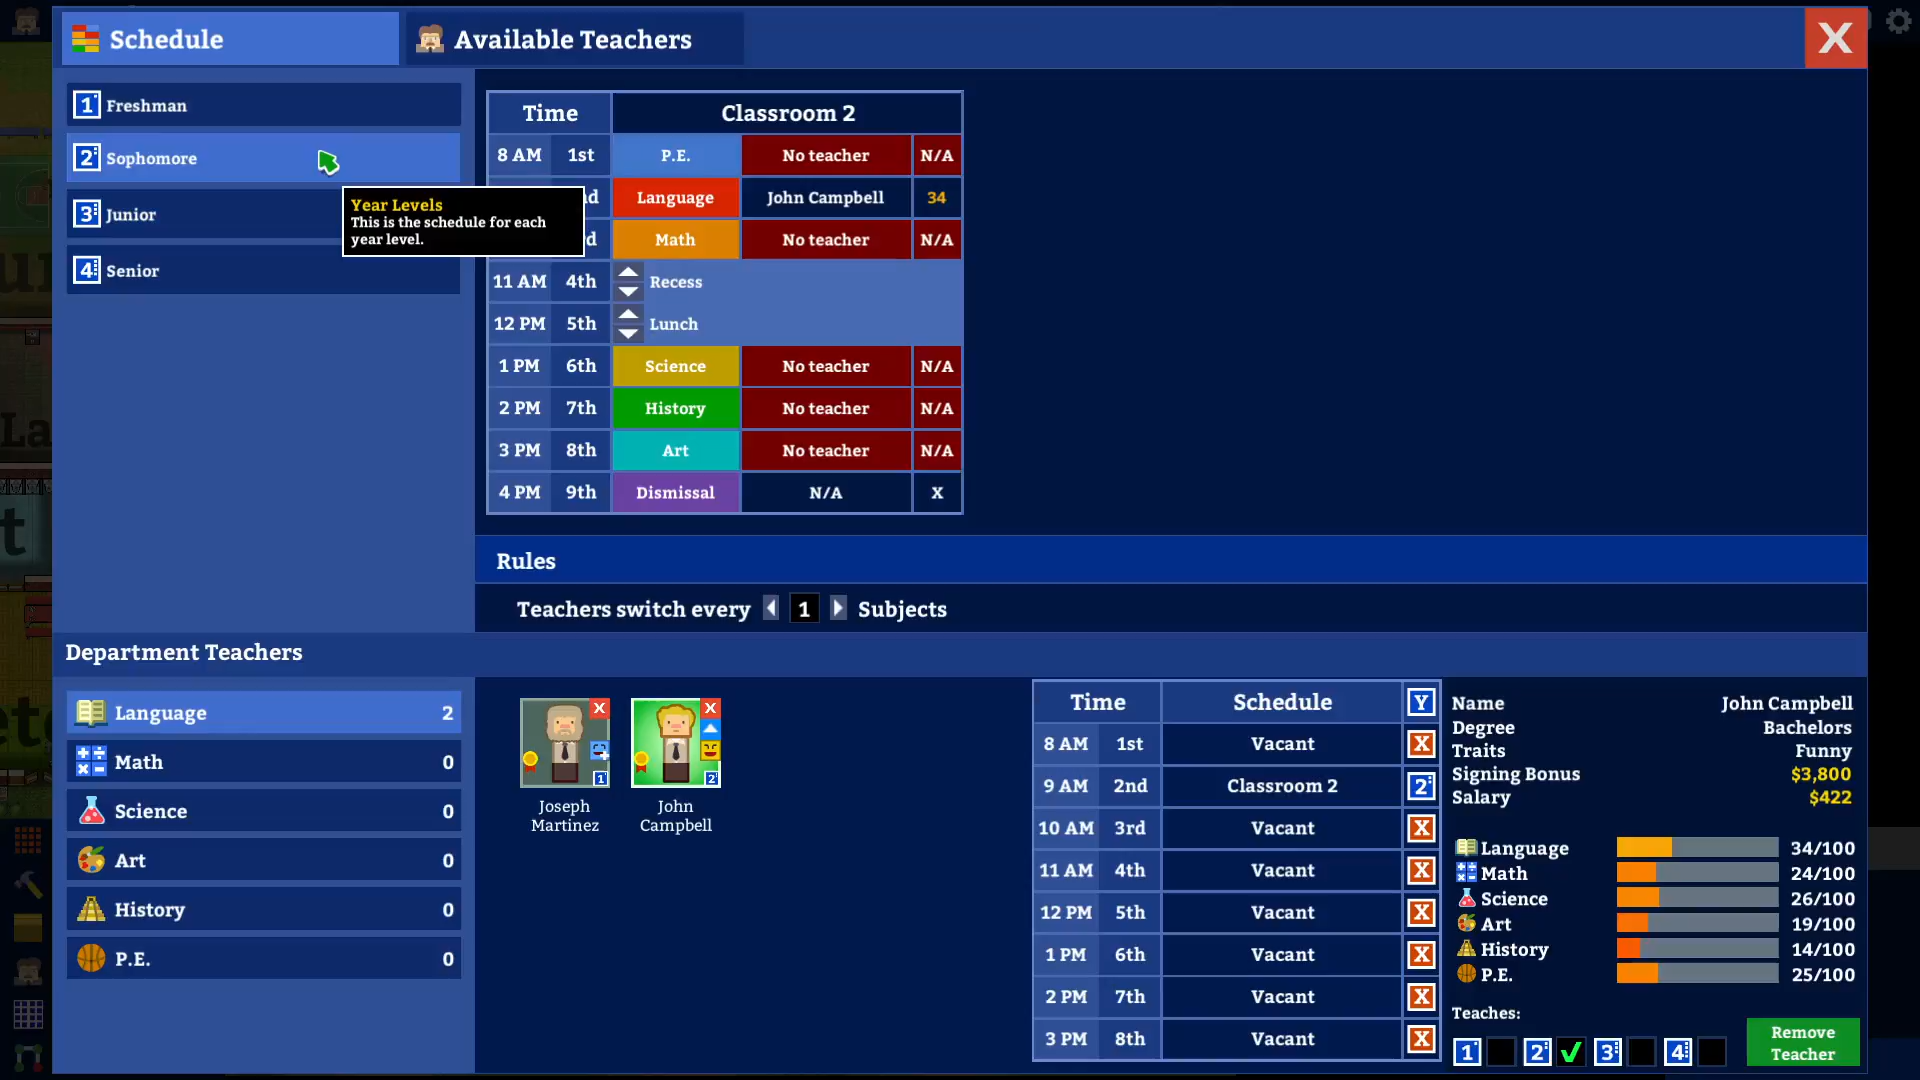 Schedule
Available Teachers
X
1 Freshman
2 Sophomore
3 Junior
4 Senior
Year Levels
This is the schedule for each
year level.
Time Classroom 2
8 AM 1st P.E. No teacher N/A
Language John Campbell 34
Math No teacher N/A
11 AM 4th Recess
12 PM 5th Lunch
1 PM 6th Science No teacher N/A
2 PM 7th History No teacher N/A
3 PM 8th Art No teacher N/A
4 PM 9th Dismissal N/A X
Rules
Teachers switch every 1 Subjects
Department Teachers
Language 2
Math 0
Science 0
Art 0
History 0
P.E. 0
X
1
Joseph
Martinez
X
2
John
Campbell
Time Schedule Y
8 AM 1st Vacant X
9 AM 2nd Classroom 2 2
10 AM 3rd Vacant X
11 AM 4th Vacant X
12 PM 5th Vacant X
1 PM 6th Vacant X
2 PM 7th Vacant X
3 PM 8th Vacant X
Name John Campbell
Degree Bachelors
Traits Funny
Signing Bonus $3,800
Salary $422
Language 34/100
Math 24/100
Science 26/100
Art 19/100
History 14/100
P.E. 25/100
Teaches:
1 2 3 4
Remove
Teacher